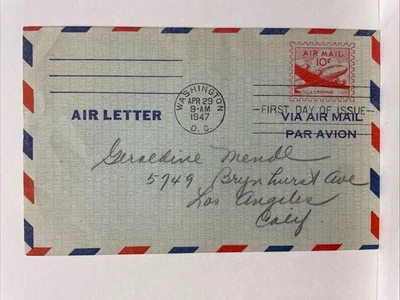 AIR MAIL
10¢
U.S. POSTAGE
WASHINGTON
APR 29
9-AM
1947
D.C.
FIRST DAY OF ISSUE
AIR LETTER
VIA AIR MAIL
PAR AVION
Geraldine Mendl
5749 Brynhurst Ave
Los Angeles
Calif.